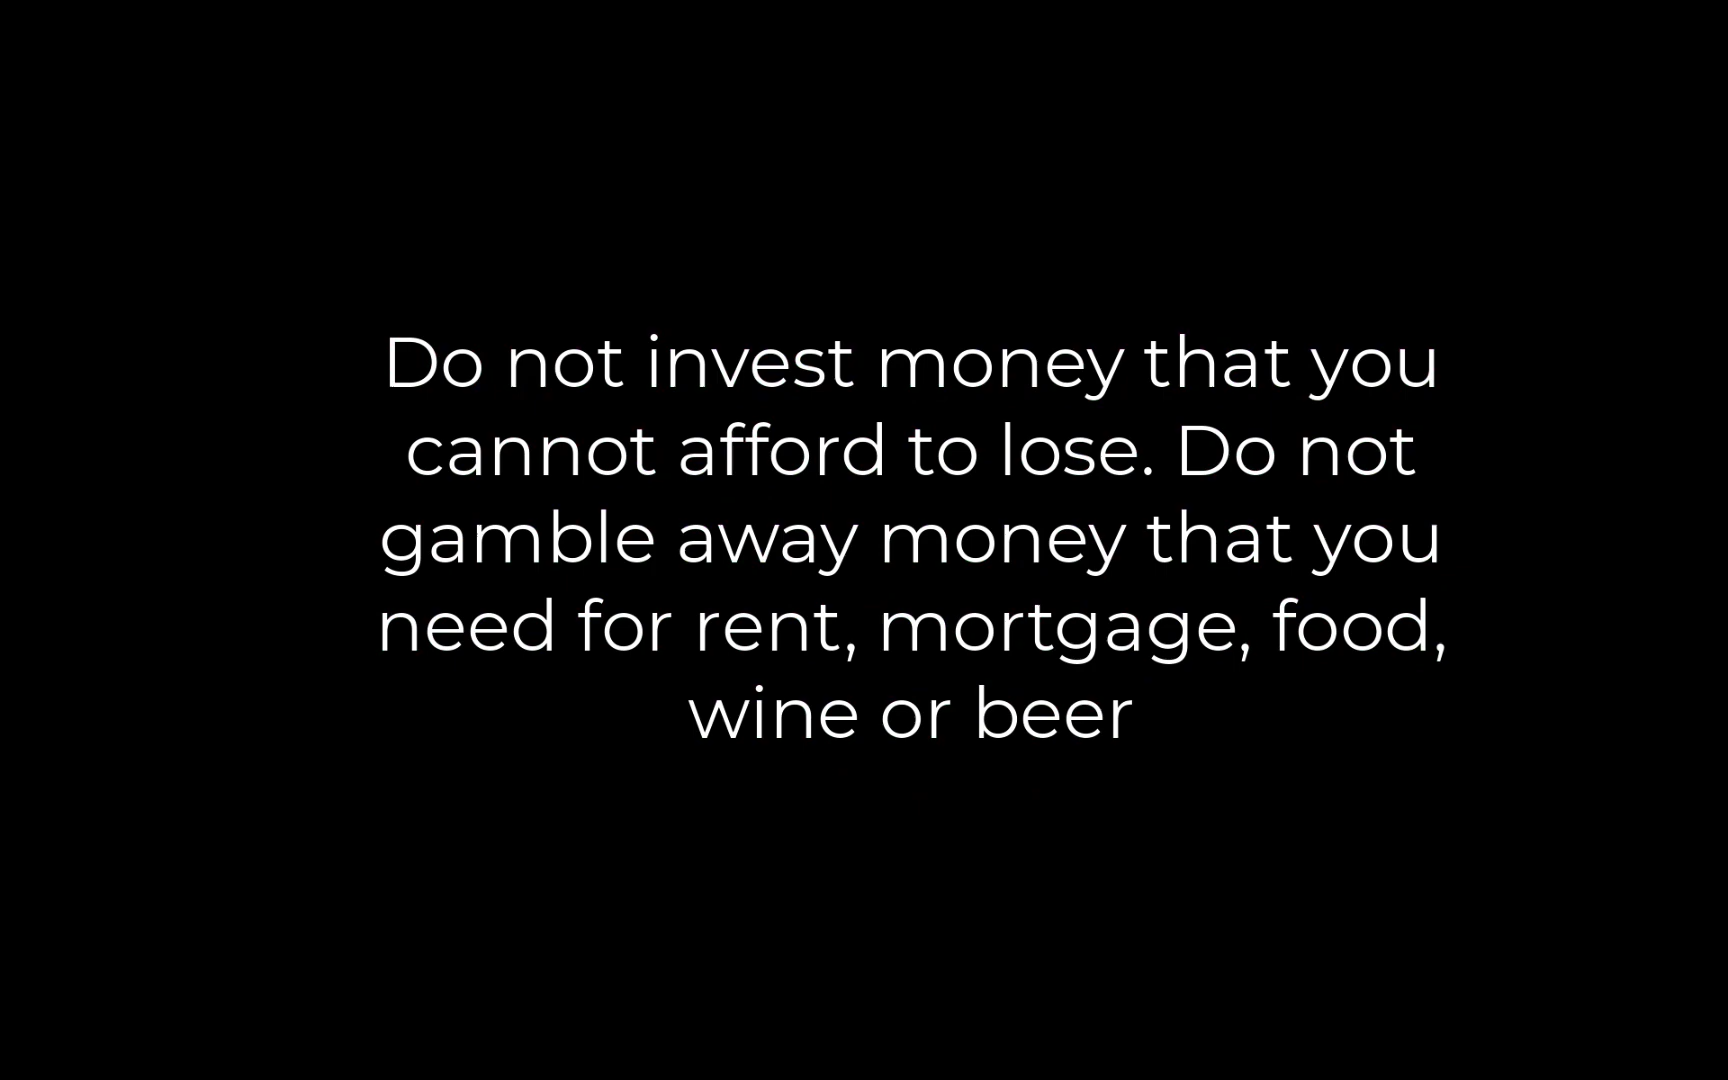 Do not invest money that you
cannot afford to lose. Do not
gamble away money that you
need for rent, mortgage, food,
wine or beer